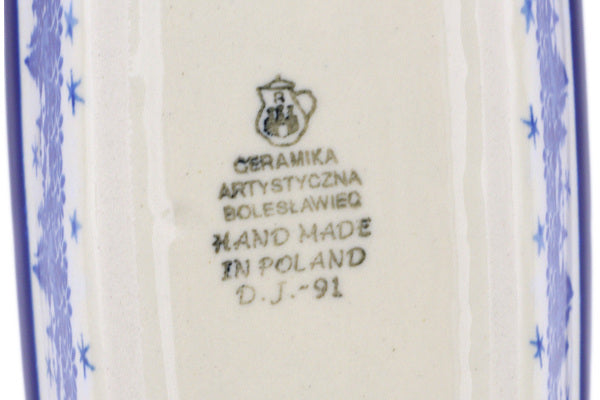 B
CERAMIKA
ARTYSTYCZNA
BOLESŁAWIEC
HAND MADE
IN POLAND
D.J.-91